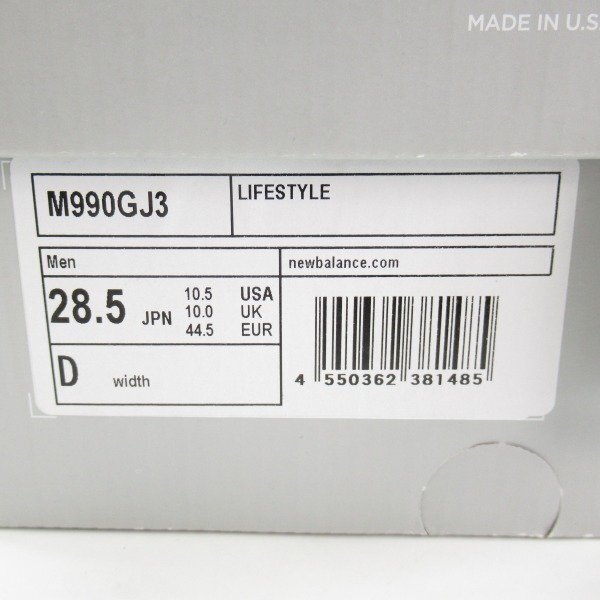 MADE IN U.S.
M990GJ3
LIFESTYLE
Men
newbalance.com
28.5 JPN
10.5 USA
10.0 UK
44.5 EUR
D width
4 550362 381485